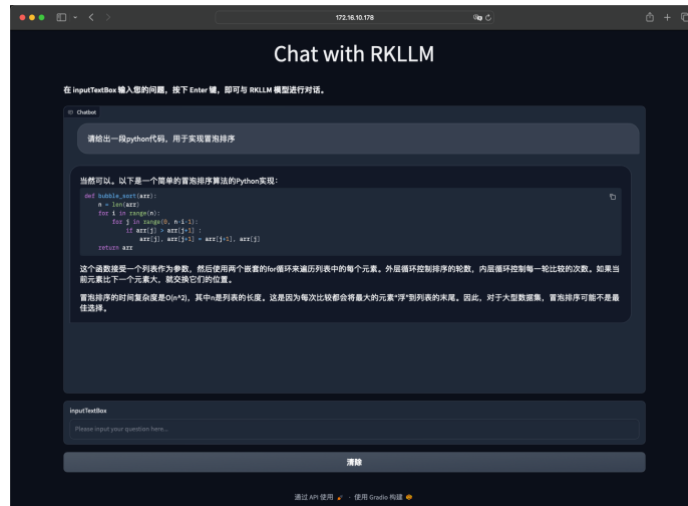 172.16.10.178
Chat with RKLLM
在 inputTextBox 输入您的问题，按下 Enter 键，即可与 RKLLM 模型进行对话。
Chatbot
请给出一段python代码，用于实现冒泡排序
当然可以。以下是一个简单的冒泡排序算法的Python实现：
def bubble_sort(arr):
n = len(arr)
for i in range(n):
for j in range(0, n-i-1):
if arr[j] > arr[j+1] :
arr[j], arr[j+1] = arr[j+1], arr[j]
return arr
这个函数接受一个列表作为参数，然后使用两个嵌套的for循环来遍历列表中的每个元素。外层循环控制排序的轮数，内层循环控制每一轮比较的次数。如果当
前元素比下一个元素大，就交换它们的位置。
冒泡排序的时间复杂度是O(n^2)，其中n是列表的长度。这是因为每次比较都会将最大的元素“浮”到列表的末尾。因此，对于大型数据集，冒泡排序可能不是最
佳选择。
inputTextBox
Please input your question here...
清除
通过 API 使用 · 使用 Gradio 构建